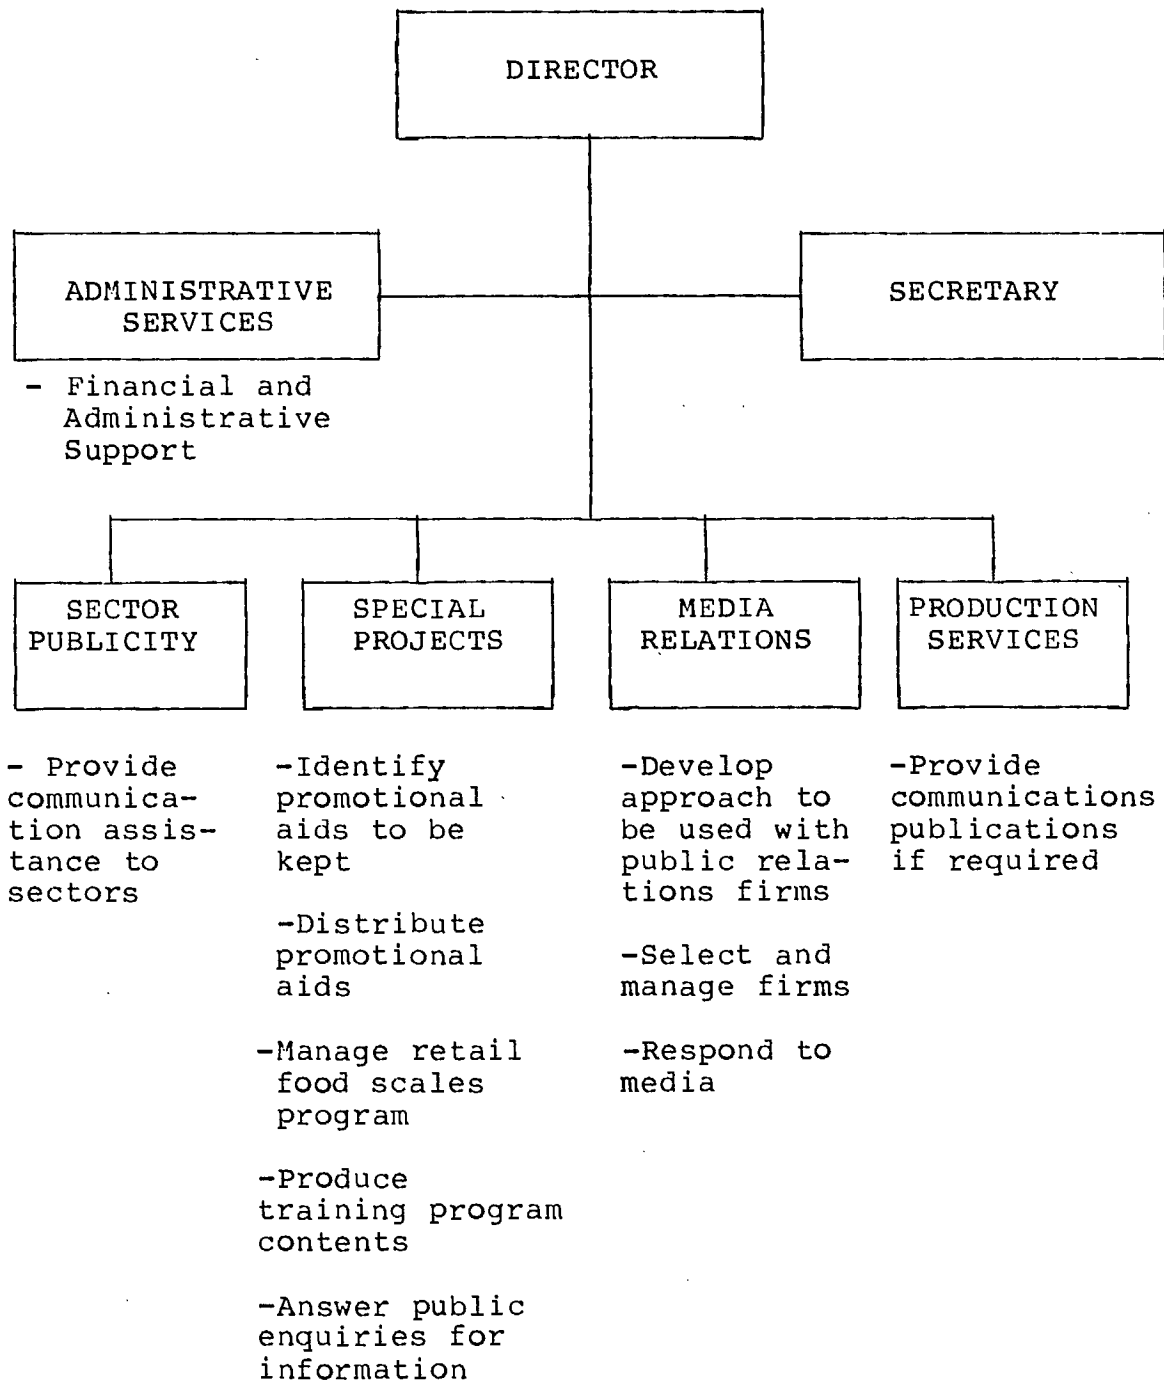 DIRECTOR
ADMINISTRATIVE
SERVICES
- Financial and
Administrative
Support
SECRETARY
SECTOR
PUBLICITY
- Provide
communica-
tion assis-
tance to
sectors
SPECIAL
PROJECTS
-Identify
promotional
aids to be
kept
-Distribute
promotional
aids
-Manage retail
food scales
program
-Produce
training program
contents
-Answer public
enquiries for
information
MEDIA
RELATIONS
-Develop
approach to
be used with
public rela-
tions firms
-Select and
manage firms
-Respond to
media
PRODUCTION
SERVICES
-Provide
communications
publications
if required